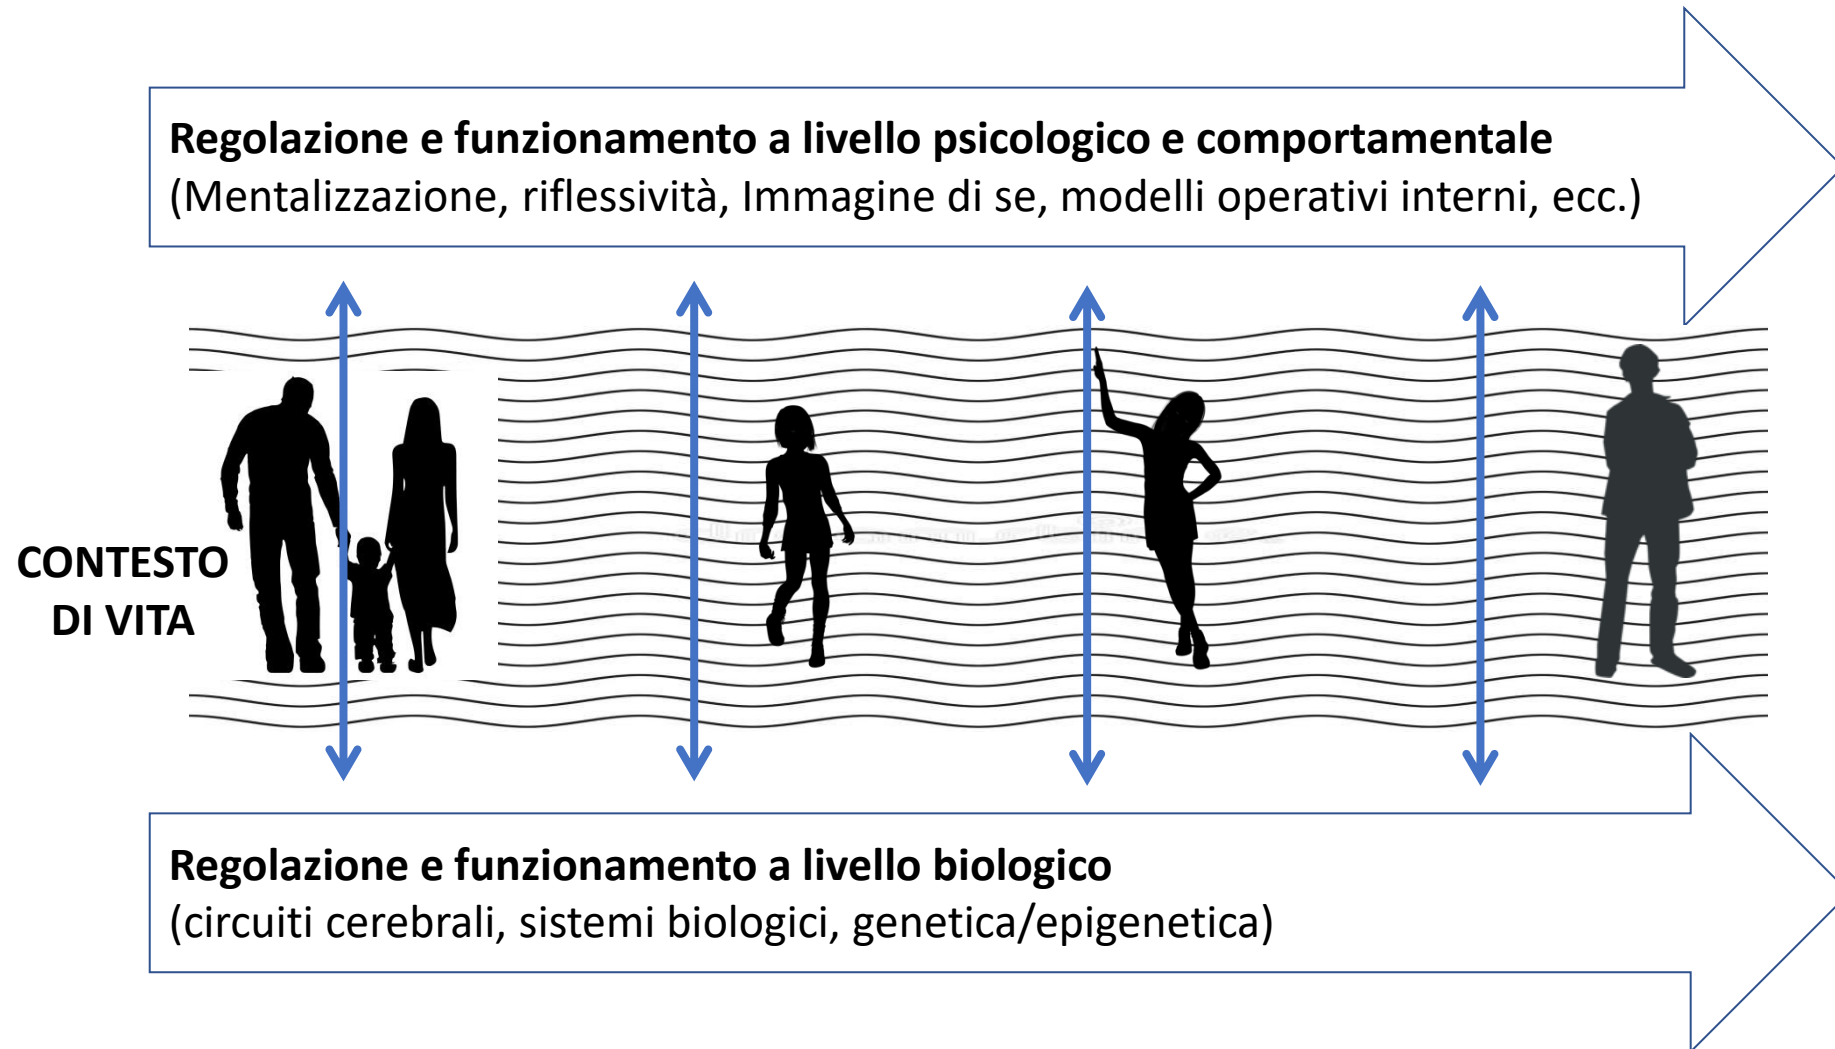 Regolazione e funzionamento a livello psicologico e comportamentale
(Mentalizzazione, riflessività, Immagine di se, modelli operativi interni, ecc.)
CONTESTO
DI VITA
Regolazione e funzionamento a livello biologico
(circuiti cerebrali, sistemi biologici, genetica/epigenetica)